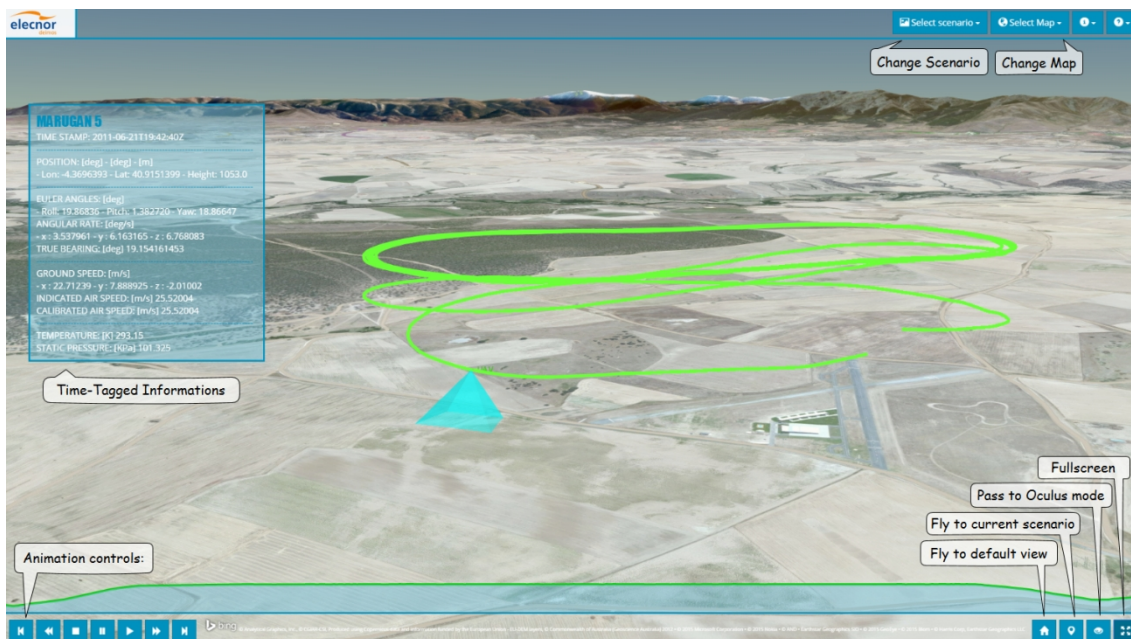 elecnor
deimos
Select scenario
Select Map
Change Scenario
Change Map
MARUGAN 5
TIME STAMP: 2011-06-21T19:42:40Z
POSITION: [deg] - [deg] - [m]
- Lon: -4.3696393 - Lat: 40.9151399 - Height: 1053.0
EULER ANGLES: [deg]
- Roll: 19.86836 - Pitch: 1.382720 - Yaw: 18.86647
ANGULAR RATE: [deg/s]
- x : 3.537961 - y : 6.163165 - z : 6.768083
TRUE BEARING: [deg] 19.154161453
GROUND SPEED: [m/s]
- x : 22.71239 - y : 7.888925 - z : -2.01002
INDICATED AIR SPEED: [m/s] 25.52004
CALIBRATED AIR SPEED: [m/s] 25.52004
TEMPERATURE: [K] 293.15
STATIC PRESSURE: [KPa] 101.325
Time-Tagged Informations
Fullscreen
Pass to Oculus mode
Fly to current scenario
Fly to default view
Animation controls:
bing